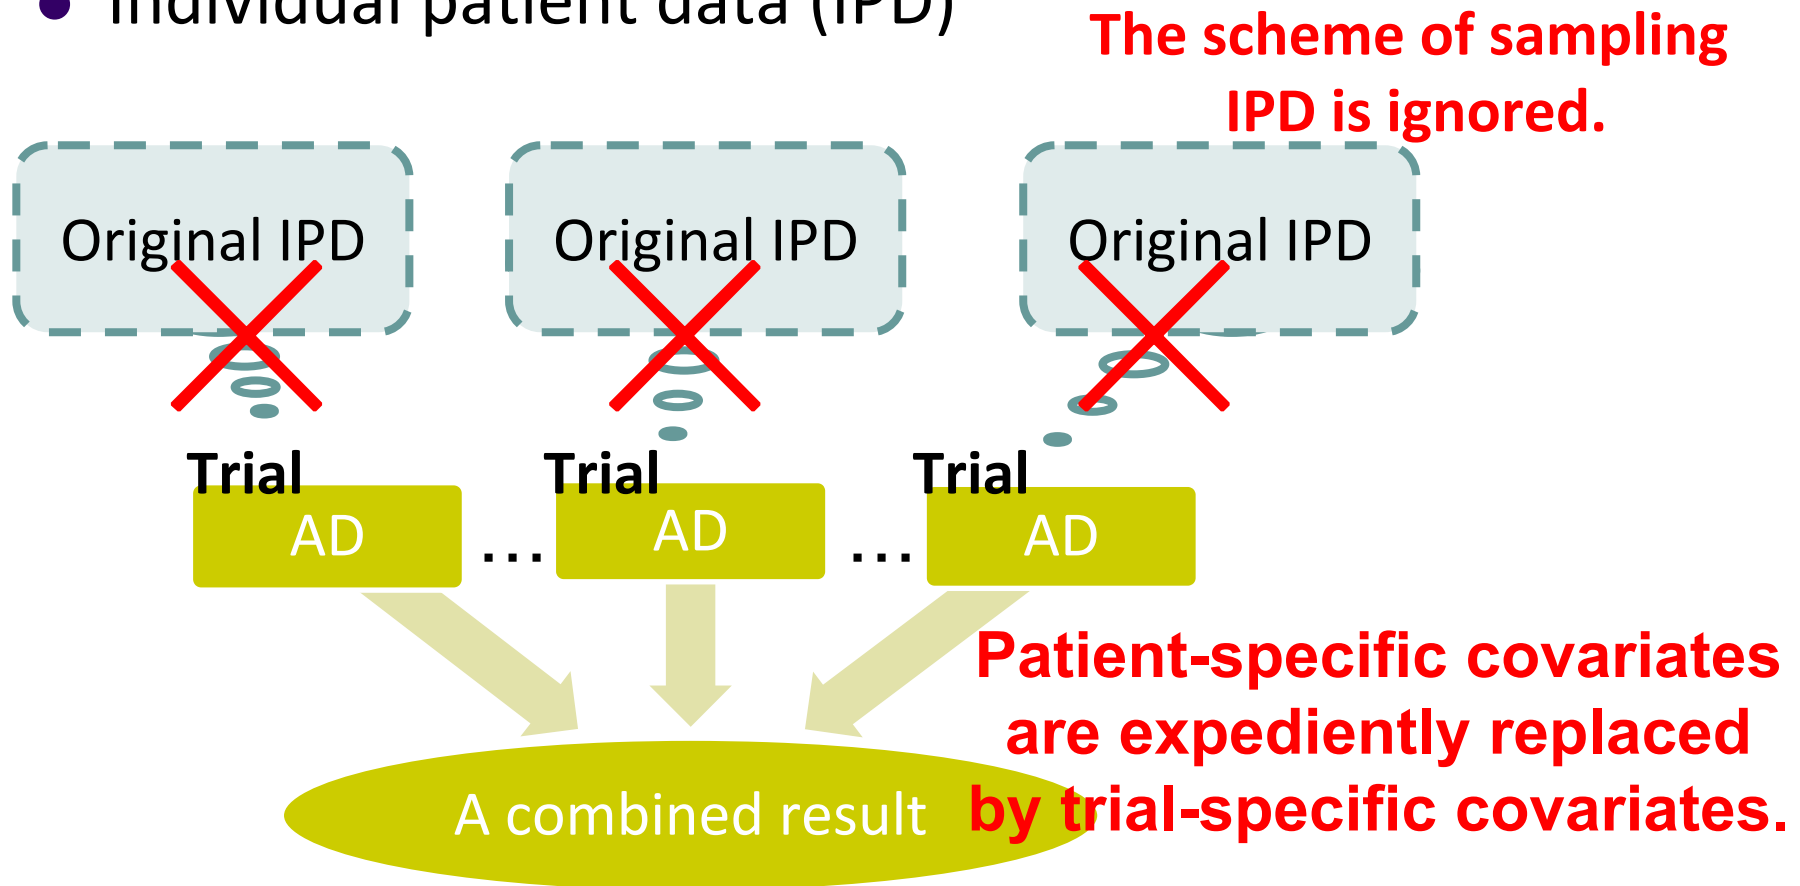 ● Individual patient data (IPD)
The scheme of sampling
IPD is ignored.
Original IPD
Original IPD
Original IPD
Trial
Trial
Trial
AD
...
AD
...
AD
Patient-specific covariates
are expediently replaced
by trial-specific covariates.
A combined result